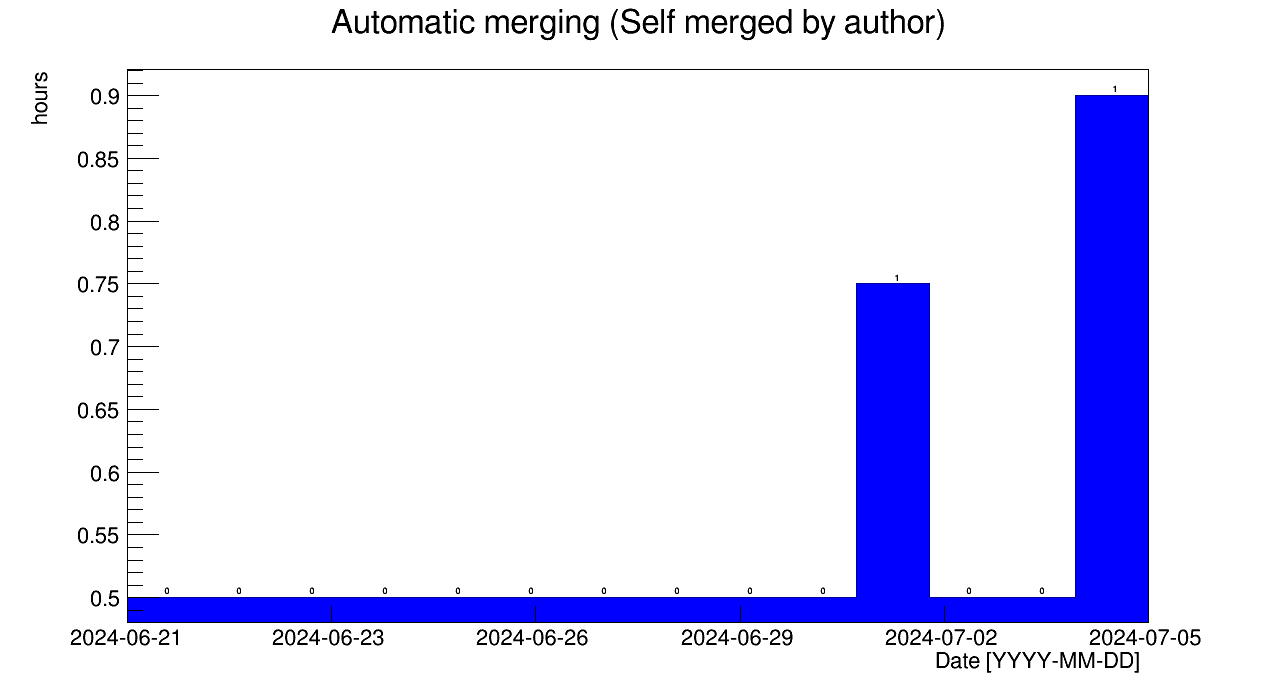 Automatic merging (Self merged by author)
hours
0.9
0.85
0.8
0.75
0.7
0.65
0.6
0.55
0.5
0 0 0 0 0 0 0 0 0 0 1 0 0 1
2024-06-21 2024-06-23 2024-06-26 2024-06-29 2024-07-02 2024-07-05
Date [YYYY-MM-DD]